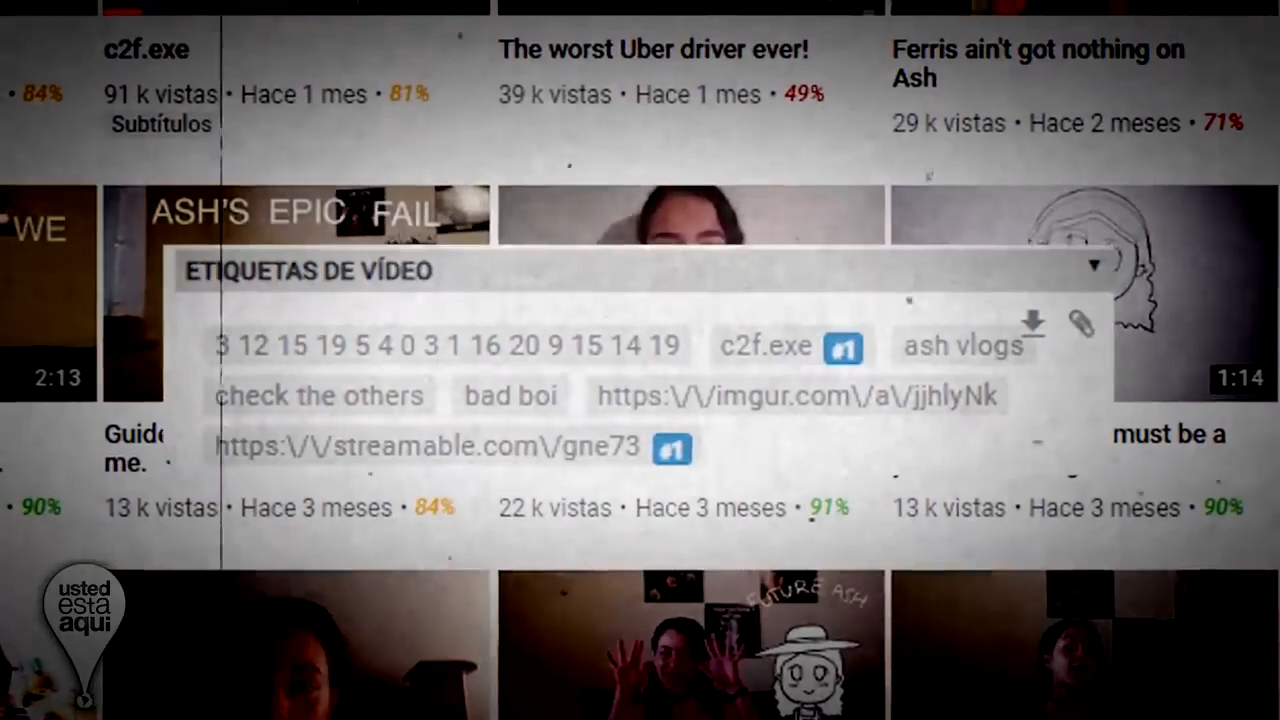 c2f.exe
84% 91 k vistas • Hace 1 mes • 81%
Subtítulos
The worst Uber driver ever!
39 k vistas • Hace 1 mes • 49%
Ferris ain't got nothing on
Ash
29 k vistas • Hace 2 meses • 71%
WE
2:13
ASH'S EPIC FAIL
1:14
ETIQUETAS DE VÍDEO
3 12 15 19 5 4 0 3 1 16 20 9 15 14 19 c2f.exe #1 ash vlogs
check the others bad boi https:\/\/imgur.com\/a\/jjhlyNk
https:\/\/streamable.com\/gne73 #1
Guide
me.
must be a
• 90%
13 k vistas • Hace 3 meses • 84%
22 k vistas • Hace 3 meses • 91%
13 k vistas • Hace 3 meses • 90%
FUTURE ASH
usted
esta
aqui